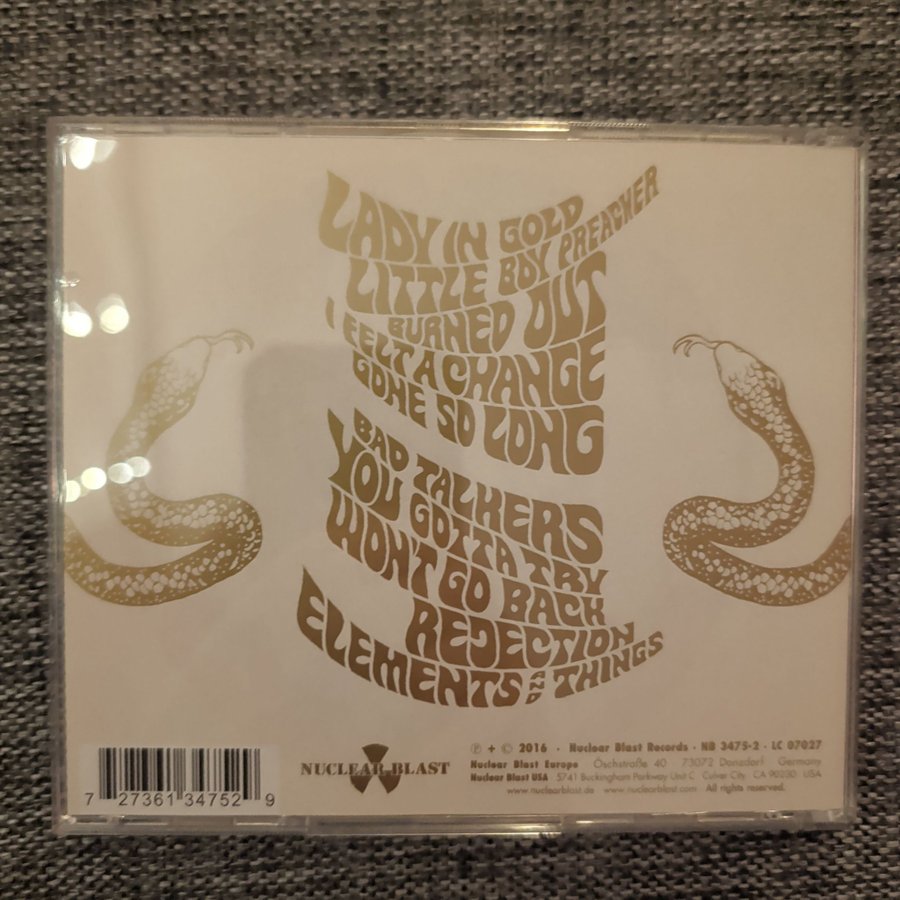 LADY IN GOLD
LITTLE BOY PREACHER
BURNED OUT
I FELT A CHANGE
GONE SO LONG
BAD TALKERS
YOU GOTTA TRY
WON'T GO BACK
REJECTION
ELEMENTS AND THINGS
NUCLEAR BLAST
℗ + © 2016 · Nuclear Blast Records · NB 3475-2 · LC 07027
Nuclear Blast Europe Öschstraße 40 73072 Donzdorf Germany
Nuclear Blast USA 5741 Buckingham Parkway Unit C Culver City CA 90230 USA
www.nuclearblast.de www.nuclearblast.com All rights reserved.
7 27361 34752 9